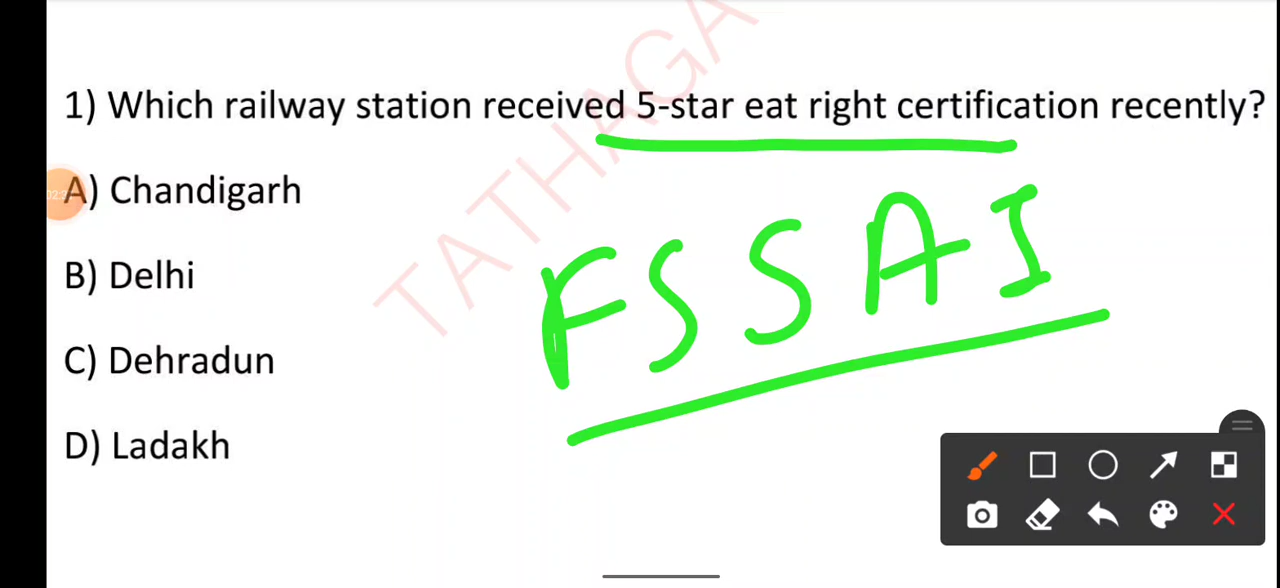 1) Which railway station received 5-star eat right certification recently?
A) Chandigarh
B) Delhi
C) Dehradun
D) Ladakh
FSSAI
TATHAGA